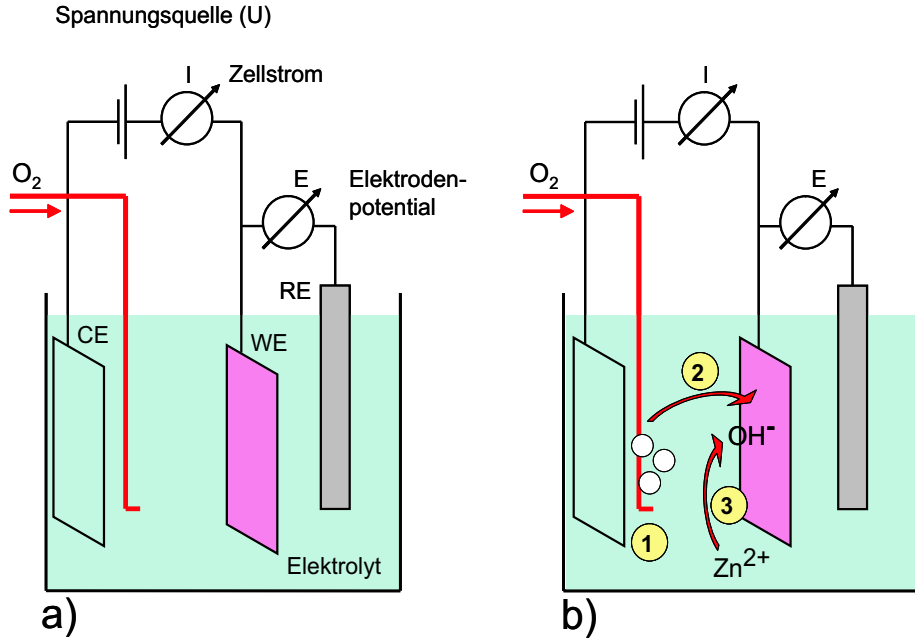 Spannungsquelle (U)
I
Zellstrom
O₂
E
Elektroden-
potential
RE
CE
WE
Elektrolyt
a)
I
O₂
E
2
OH⁻
3
1
Zn²⁺
b)